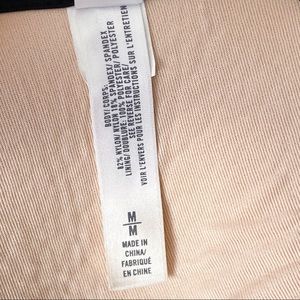 BODY/ CORPS:
82% NYLON/ NYLON 18% SPANDEX/ SPANDEX
LINING/ DOUBLURE: 100% POLYESTER/ POLYESTER
SEE REVERSE FOR CARE/
VOIR L'ENVERS POUR LES INSTRUCTIONS SUR L'ENTRETIEN
M/
M
MADE IN
CHINA/
FABRIQUÉ
EN CHINE